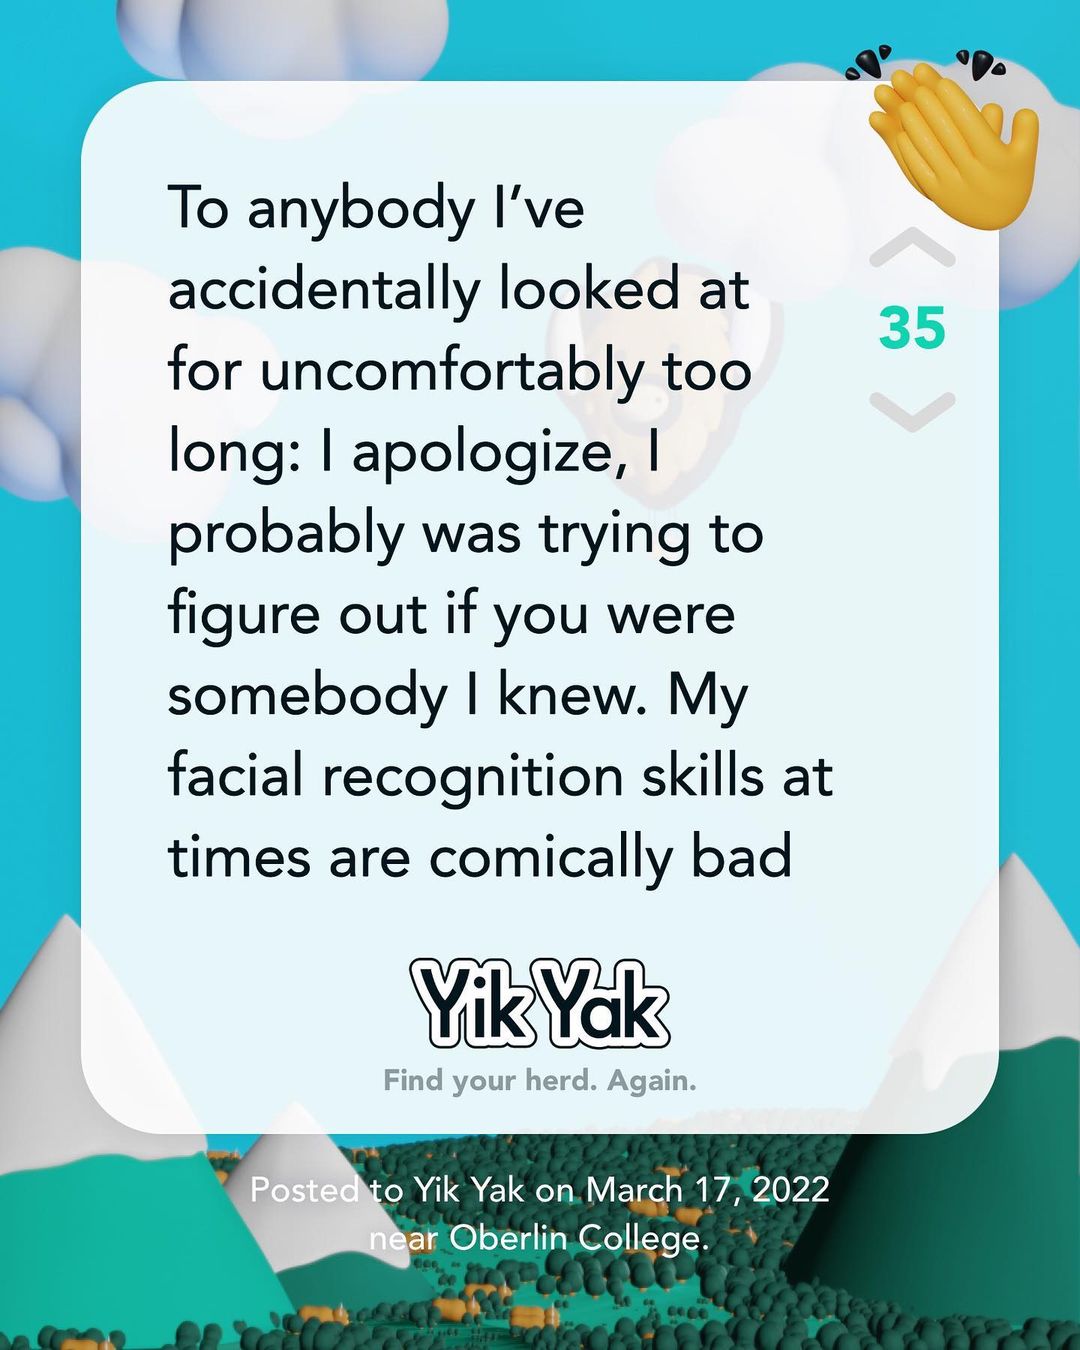 To anybody I’ve
accidentally looked at
for uncomfortably too
long: I apologize, I
probably was trying to
figure out if you were
somebody I knew. My
facial recognition skills at
times are comically bad
35
Yik Yak
Find your herd. Again.
Posted to Yik Yak on March 17, 2022
near Oberlin College.